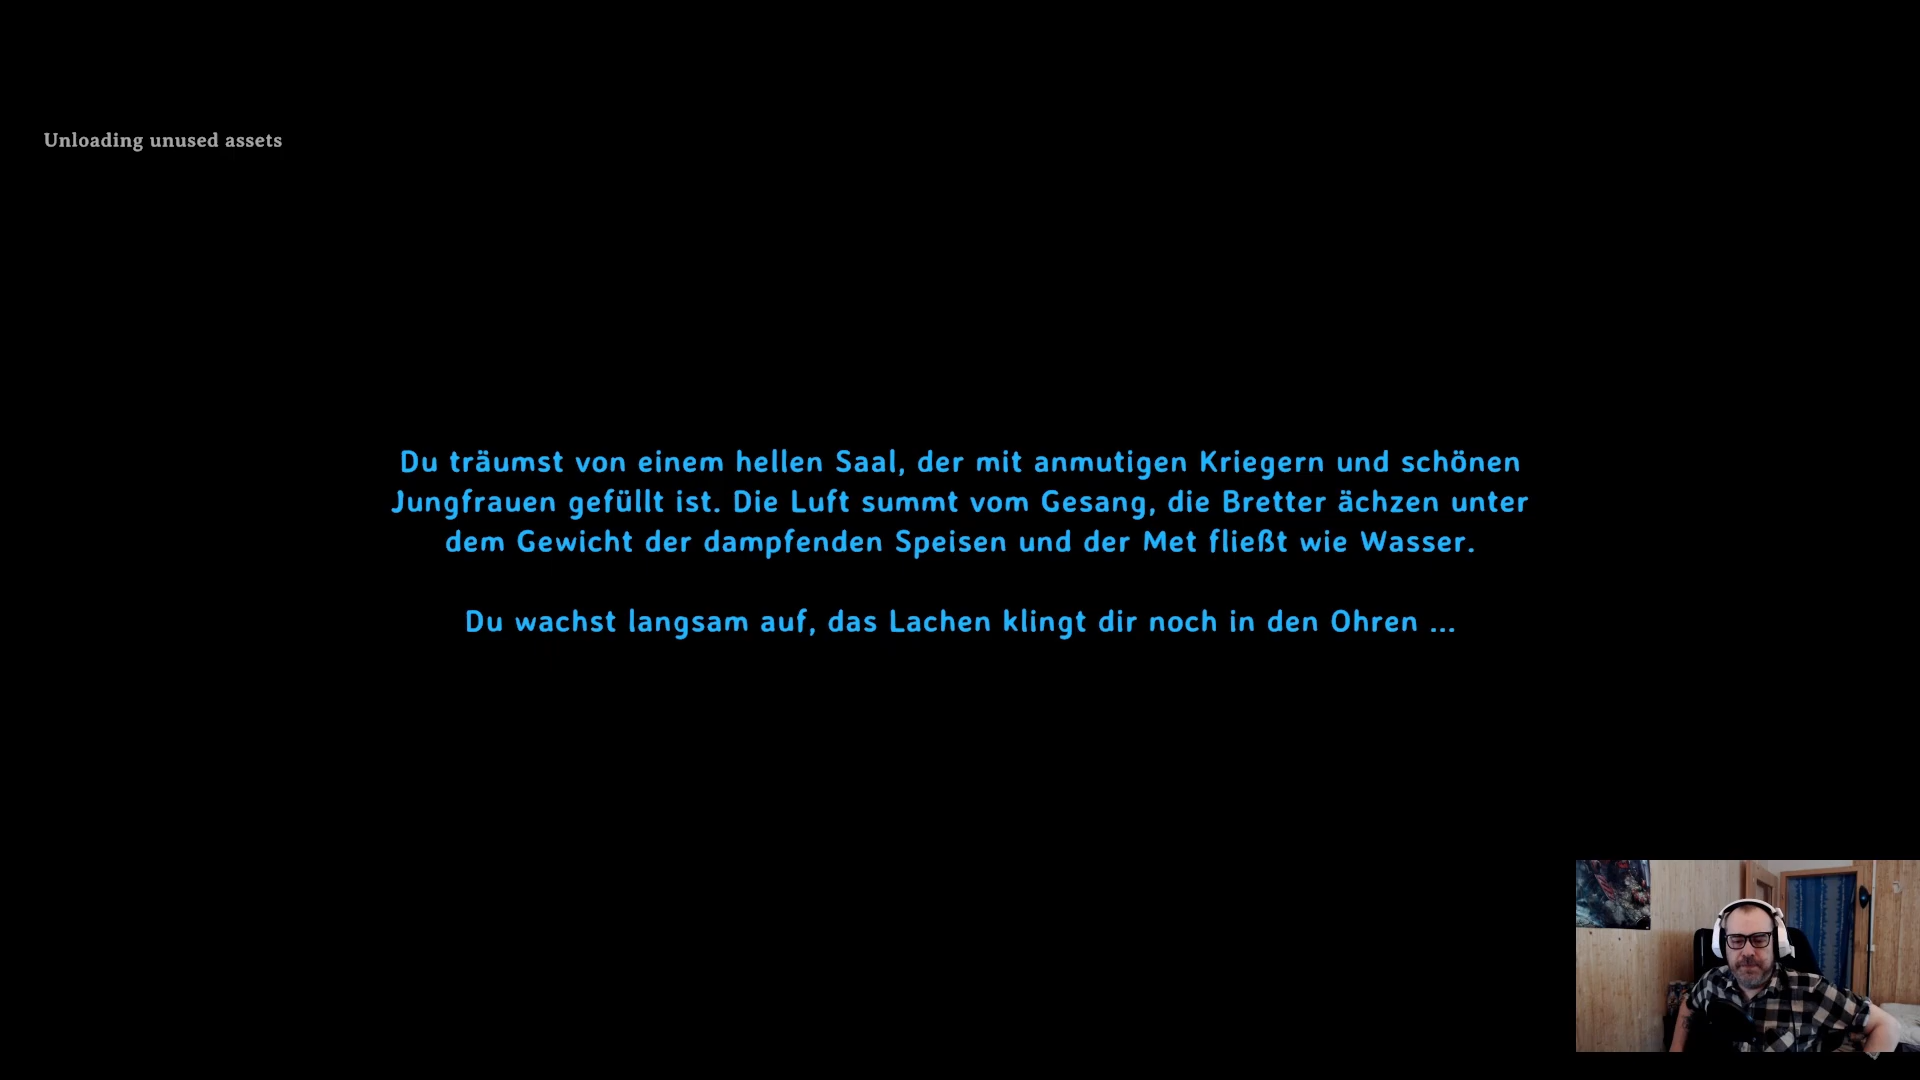 Unloading unused assets
Du träumst von einem hellen Saal, der mit anmutigen Kriegern und schönen
Jungfrauen gefüllt ist. Die Luft summt vom Gesang, die Bretter ächzen unter
dem Gewicht der dampfenden Speisen und der Met fließt wie Wasser.
Du wachst langsam auf, das Lachen klingt dir noch in den Ohren ...